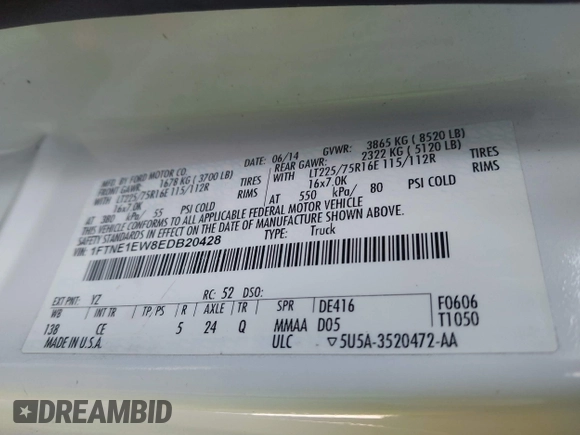 MFG. BY FORD MOTOR CO.
06/14 GVWR: 3865 KG ( 8520 LB)
FRONT GAWR: 1678 KG ( 3700 LB)
REAR GAWR: 2322 KG ( 5120 LB)
WITH LT225/75R16E 115/112R TIRES
WITH LT225/75R16E 115/112R TIRES
16x7.0K RIMS
16x7.0K RIMS
AT 380 kPa/ 55 PSI COLD
AT 550 kPa/ 80 PSI COLD
THIS VEHICLE CONFORMS TO ALL APPLICABLE FEDERAL MOTOR VEHICLE
SAFETY STANDARDS IN EFFECT ON THE DATE OF MANUFACTURE SHOWN ABOVE.
VIN: 1FTNE1EW8EDB20428
TYPE: Truck
EXT PNT: YZ RC: 52 DSO:
WB INT TR TP/PS R AXLE TR SPR DE416 F0606
138 CE 5 24 Q MMAA D05 T1050
MADE IN U.S.A. ULC ▽5U5A-3520472-AA
DREAMBID